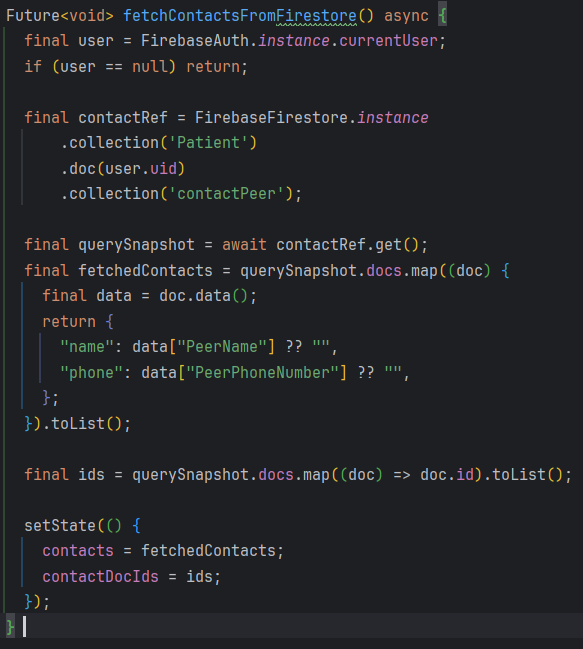 Future<void> fetchContactsFromFirestore() async {
  final user = FirebaseAuth.instance.currentUser;
  if (user == null) return;

  final contactRef = FirebaseFirestore.instance
      .collection('Patient')
      .doc(user.uid)
      .collection('contactPeer');

  final querySnapshot = await contactRef.get();
  final fetchedContacts = querySnapshot.docs.map((doc) {
    final data = doc.data();
    return {
      "name": data["PeerName"] ?? "",
      "phone": data["PeerPhoneNumber"] ?? "",
    };
  }).toList();

  final ids = querySnapshot.docs.map((doc) => doc.id).toList();

  setState(() {
    contacts = fetchedContacts;
    contactDocIds = ids;
  });
}